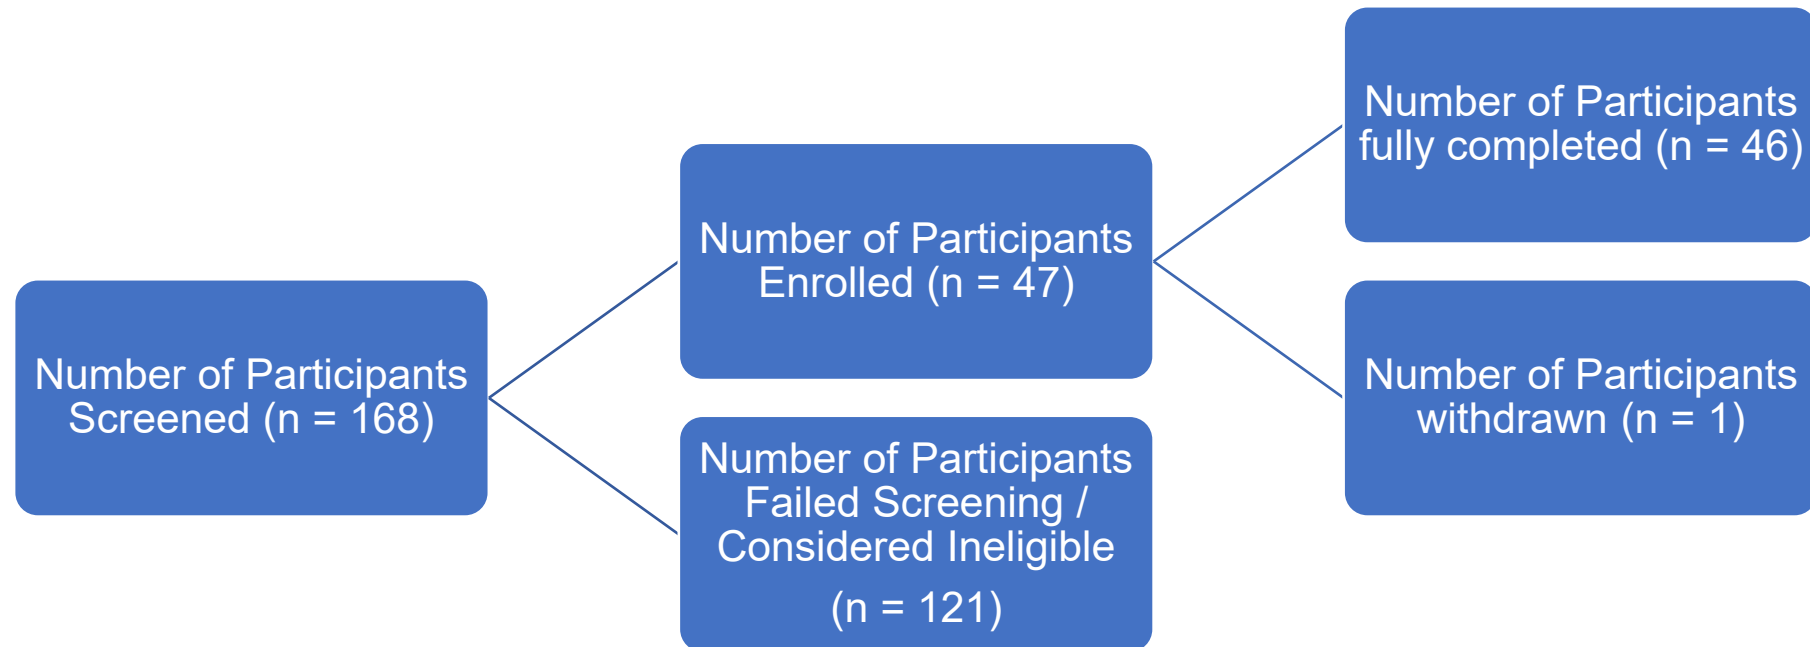 Number of Participants
Screened (n = 168)
Number of Participants
Enrolled (n = 47)
Number of Participants
Failed Screening /
Considered Ineligible
(n = 121)
Number of Participants
fully completed (n = 46)
Number of Participants
withdrawn (n = 1)